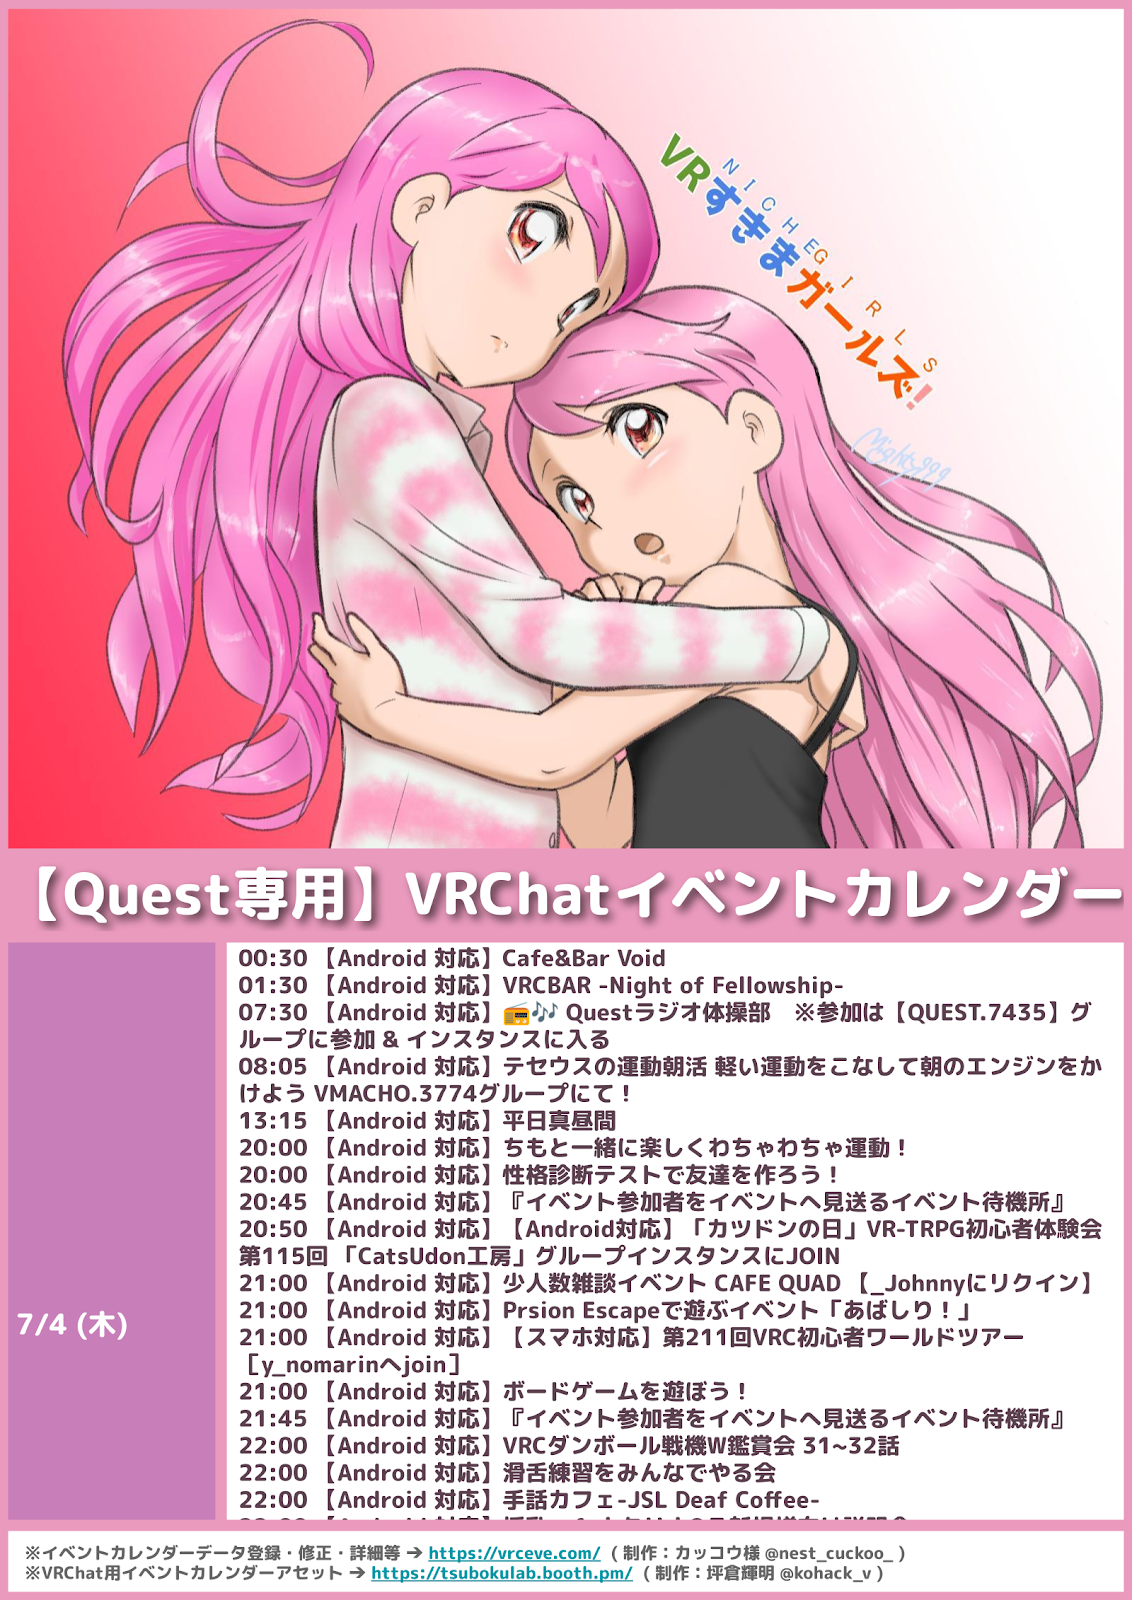 NICHE GIRLS
VRすきまガールズ!
Mighty999
【Quest専用】VRChatイベントカレンダー
7/4 (木)
00:30 【Android 対応】Cafe&Bar Void
01:30 【Android 対応】VRCBAR -Night of Fellowship-
07:30 【Android 対応】📻🎶 Questラジオ体操部　※参加は【QUEST.7435】グ
ループに参加 & インスタンスに入る
08:05 【Android 対応】テセウスの運動朝活 軽い運動をこなして朝のエンジンをか
けよう VMACHO.3774グループにて！
13:15 【Android 対応】平日真昼間
20:00 【Android 対応】ちもと一緒に楽しくわちゃわちゃ運動！
20:00 【Android 対応】性格診断テストで友達を作ろう！
20:45 【Android 対応】『イベント参加者をイベントへ見送るイベント待機所』
20:50 【Android 対応】【Android対応】「カツドンの日」VR-TRPG初心者体験会
第115回 「CatsUdon工房」グループインスタンスにJOIN
21:00 【Android 対応】少人数雑談イベント CAFE QUAD 【_Johnnyにリクイン】
21:00 【Android 対応】Prsion Escapeで遊ぶイベント「あばしり！」
21:00 【Android 対応】【スマホ対応】第211回VRC初心者ワールドツアー
［y_nomarinへjoin］
21:00 【Android 対応】ボードゲームを遊ぼう！
21:45 【Android 対応】『イベント参加者をイベントへ見送るイベント待機所』
22:00 【Android 対応】VRCダンボール戦機W鑑賞会 31~32話
22:00 【Android 対応】滑舌練習をみんなでやる会
22:00 【Android 対応】手話カフェ-JSL Deaf Coffee-
※イベントカレンダーデータ登録・修正・詳細等 ➔ https://vrceve.com/ （制作：カッコウ様 @nest_cuckoo_ ）
※VRChat用イベントカレンダーアセット ➔ https://tsubokulab.booth.pm/ （制作：坪倉輝明 @kohack_v ）